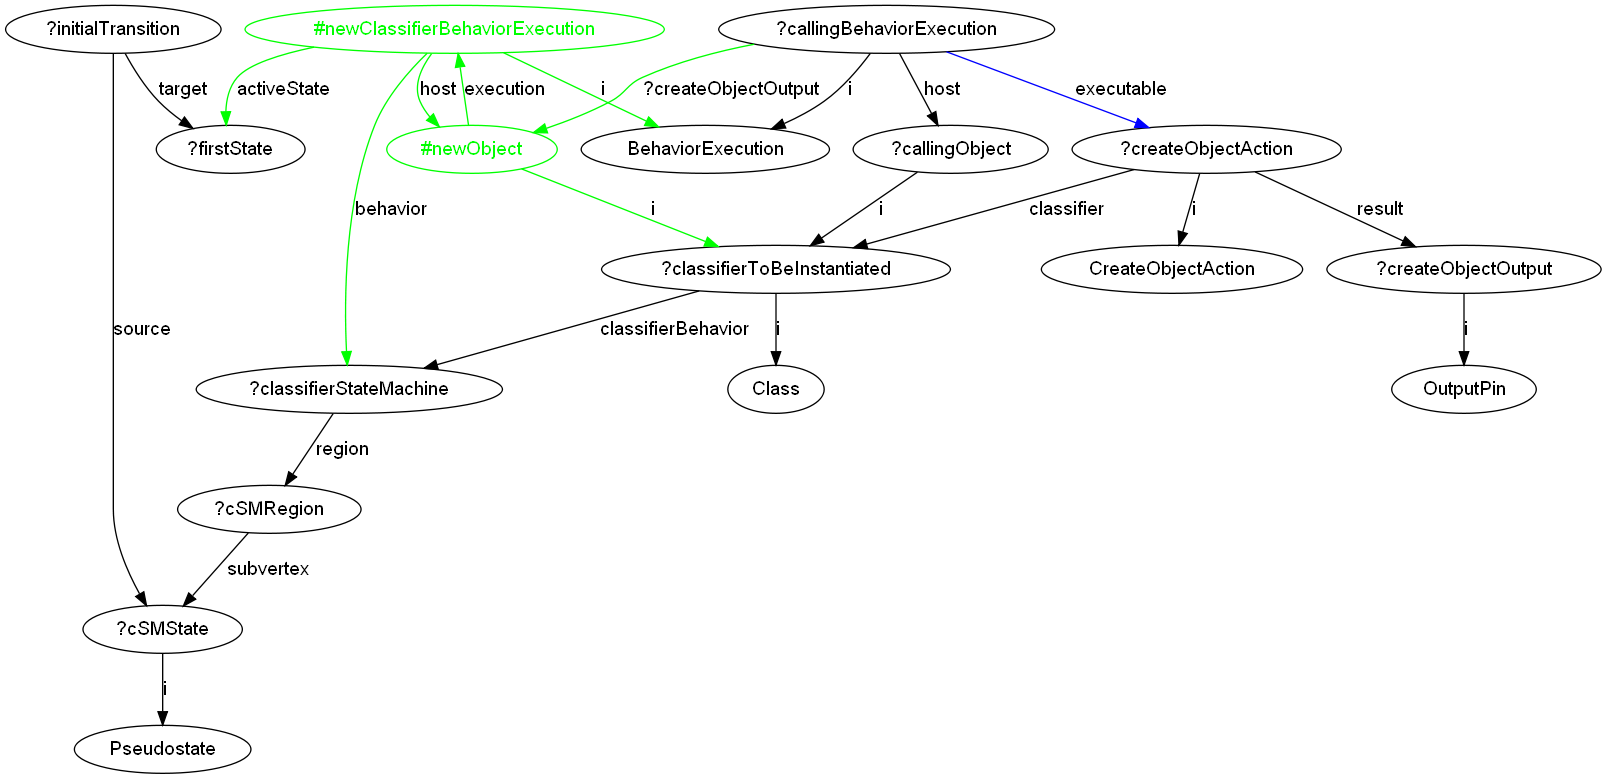 ?initialTransition
#newClassifierBehaviorExecution
?callingBehaviorExecution
target
activeState
host
execution
i
?createObjectOutput
i
host
executable
?firstState
#newObject
BehaviorExecution
?callingObject
?createObjectAction
behavior
i
i
classifier
i
result
?classifierToBeInstantiated
CreateObjectAction
?createObjectOutput
source
classifierBehavior
i
i
?classifierStateMachine
Class
OutputPin
region
?cSMRegion
subvertex
?cSMState
i
Pseudostate